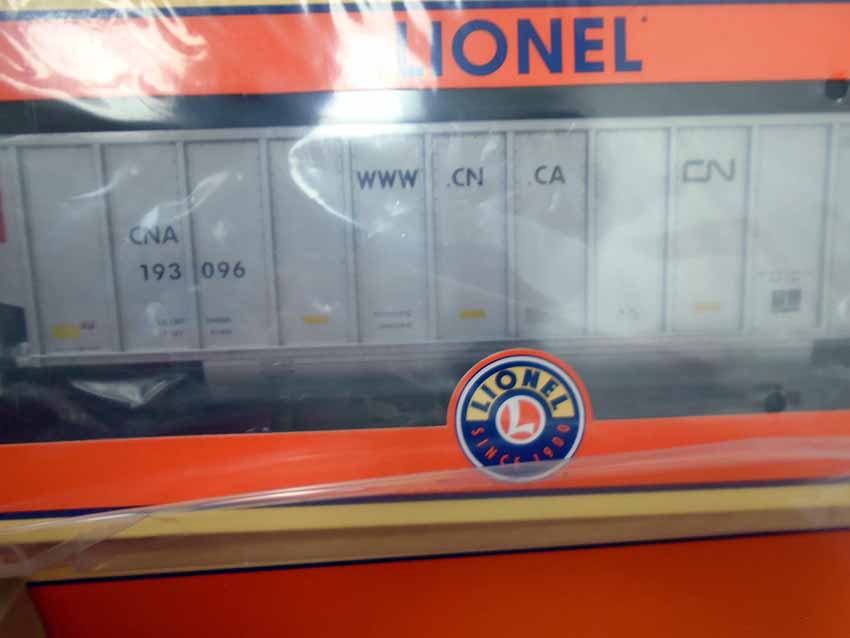 LIONEL
WWW .CN .CA CN
CNA
193 096
LIONEL
L
SINCE 1900